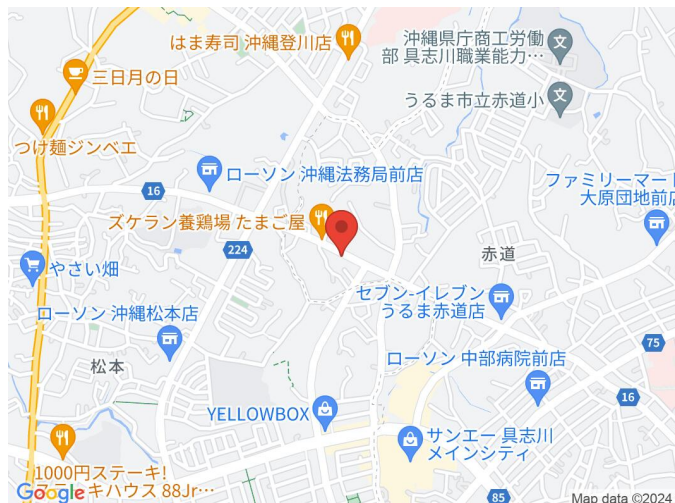 はま寿司 沖縄登川店
沖縄県庁商工労働
部 具志川職業能力…
三日月の日
うるま市立赤道小
つけ麺ジンベエ
ローソン 沖縄法務局前店
16
ファミリーマート
大原団地前店
ズケラン養鶏場 たまご屋
224
赤道
やさい畑
セブン-イレブン
うるま赤道店
ローソン 沖縄松本店
75
松本
ローソン 中部病院前店
16
YELLOWBOX
サンエー 具志川
メインシティ
1000円ステーキ!
ステーキハウス 88Jr…
Google
85
Map data ©2024